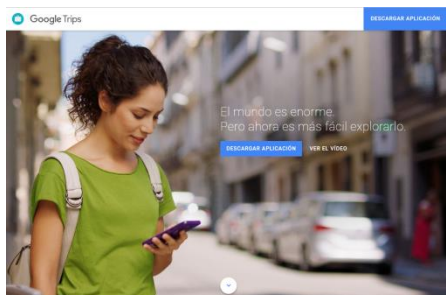 Google Trips
DESCARGAR APLICACIÓN
El mundo es enorme.
Pero ahora es más fácil explorarlo.
DESCARGAR APLICACIÓN
VER EL VÍDEO